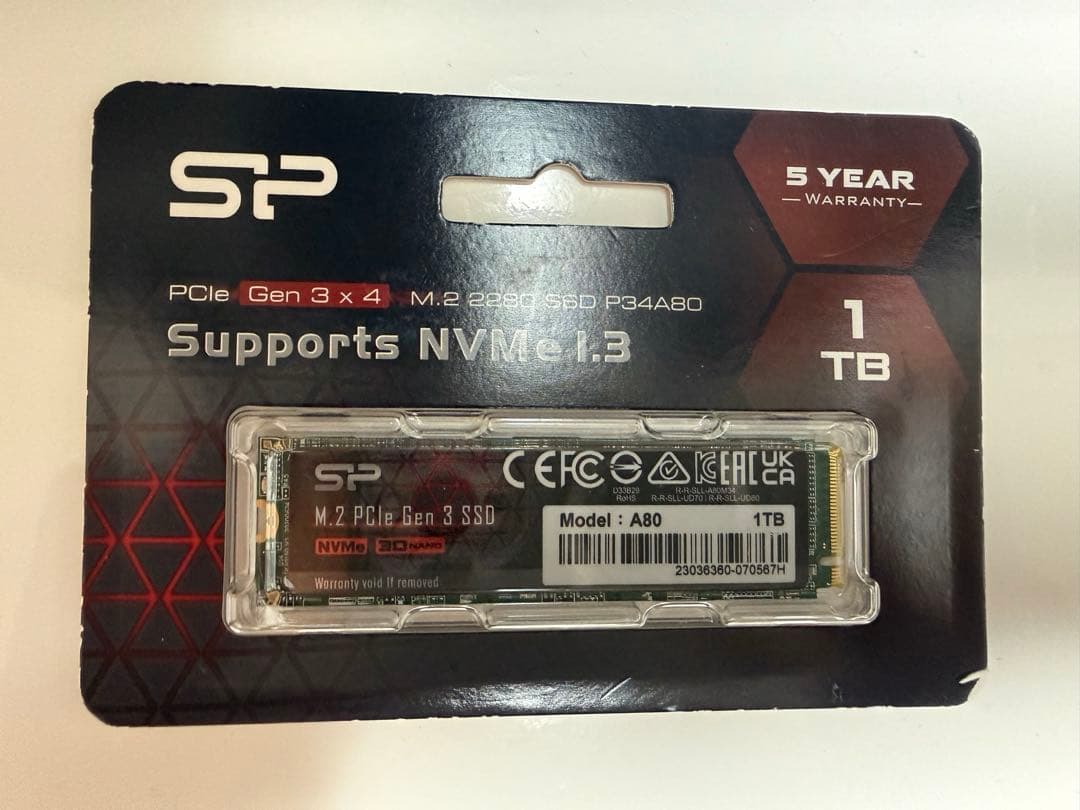 SP
5 YEAR
WARRANTY
PCIe Gen 3 x 4 M.2 2280 SSD P34A80
Supports NVMe 1.3
1
TB
SP
CE FC EAC UK CA
D33B29
RoHS
R-R-SLL-A80M34
R-R-SLL-UD70 | R-R-SLL-UD80
M.2 PCIe Gen 3 SSD
NVMe 3D NAND
Warranty void if removed
Model : A80 1TB
23036360-070567H